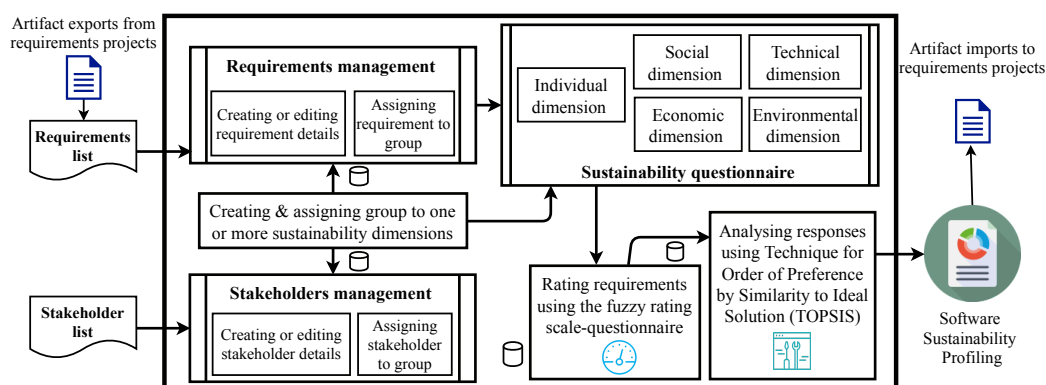 Artifact exports from
requirements projects
Requirements
list
Stakeholder
list
Requirements management
Creating or editing
requirement details
Assigning
requirement to
group
Creating & assigning group to one
or more sustainability dimensions
Stakeholders management
Creating or editing
stakeholder details
Assigning
stakeholder
to group
Individual
dimension
Social
dimension
Technical
dimension
Economic
dimension
Environmental
dimension
Sustainability questionnaire
Rating requirements
using the fuzzy rating
scale-questionnaire
Analysing responses
using Technique for
Order of Preference
by Similarity to Ideal
Solution (TOPSIS)
Artifact imports to
requirements projects
Software
Sustainability
Profiling